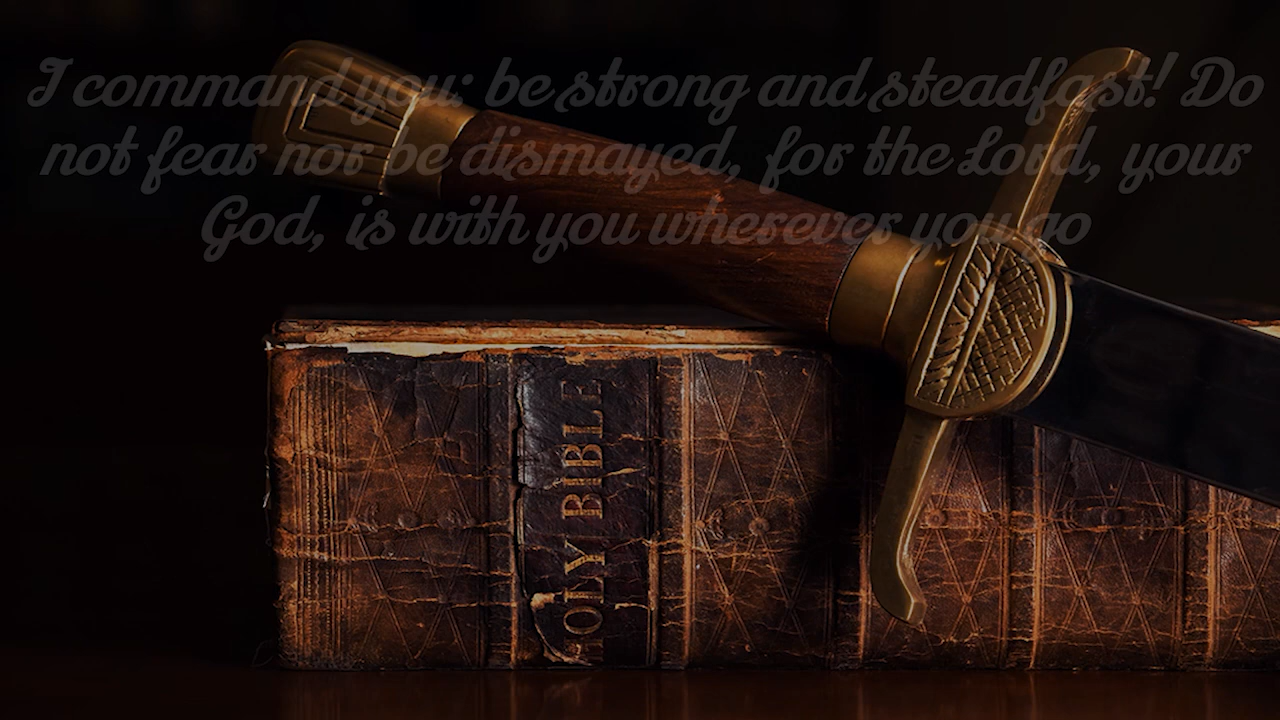 I command you: be strong and steadfast! Do
not fear nor be dismayed, for the Lord, your
God, is with you wherever you go
HOLY BIBLE